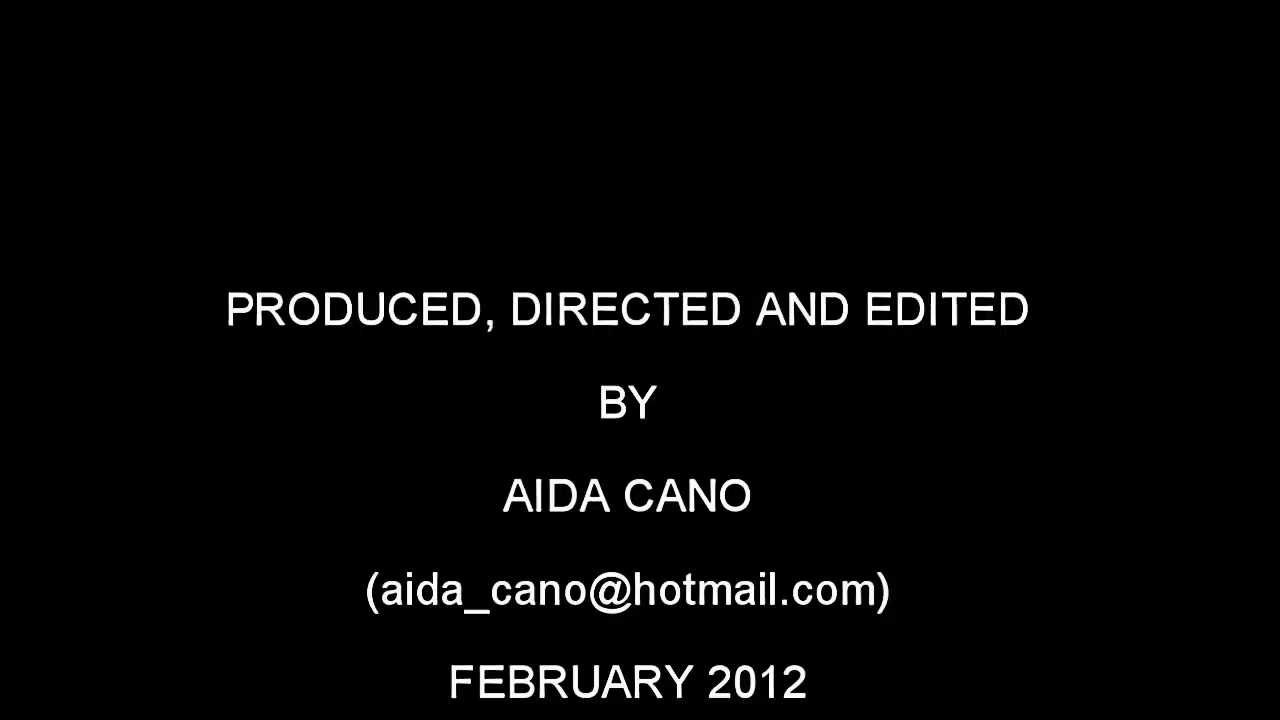 PRODUCED, DIRECTED AND EDITED
BY
AIDA CANO
(aida_cano@hotmail.com)
FEBRUARY 2012